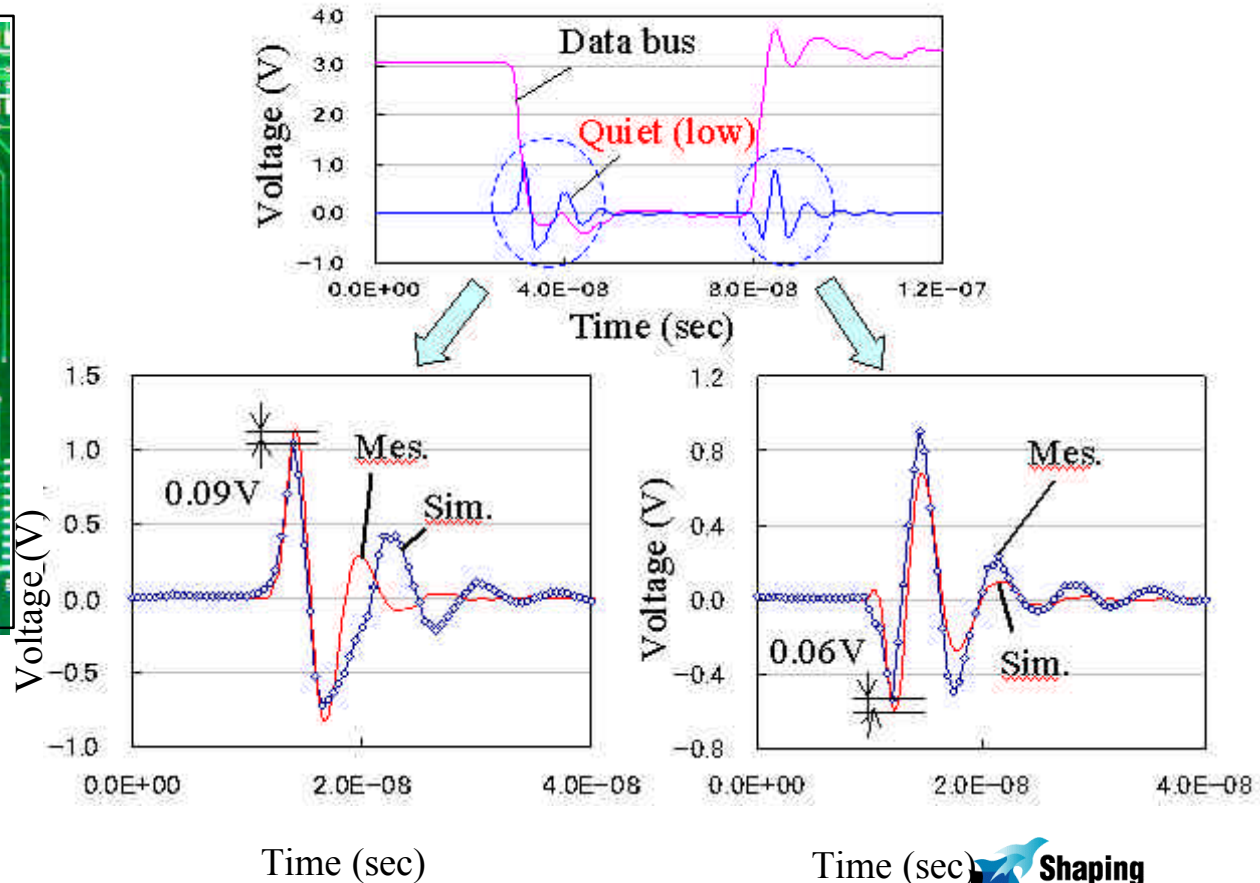 4.0
3.0
2.0
1.0
0.0
-1.0
Voltage (V)
Data bus
Quiet (low)
0.0E+00 4.0E-08 8.0E-08 1.2E-07
Time (sec)
1.5
1.0
0.5
0.0
-0.5
-1.0
Voltage (V)
0.09V
Mes.
Sim.
0.0E+00 2.0E-08 4.0E-08
Time (sec)
1.2
0.8
0.4
0.0
-0.4
-0.8
Voltage (V)
Mes.
0.06V
Sim.
0.0E+00 2.0E-08 4.0E-08
Time (sec)
Shaping